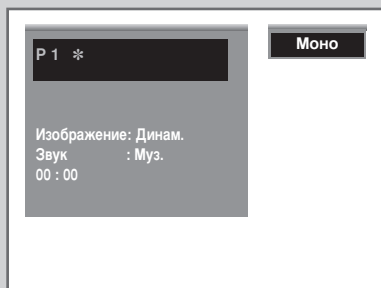 P 1 ✻
Моно
Изображение: Динам.
Звук : Муз.
00 : 00